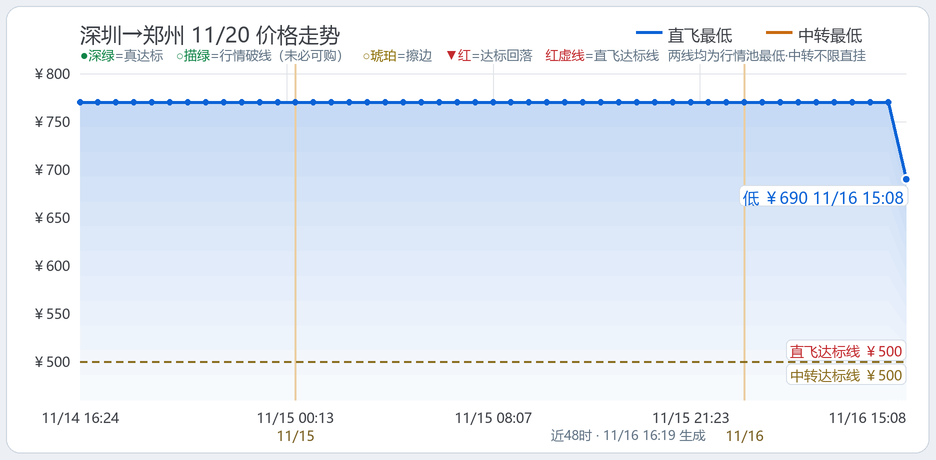 深圳→郑州 11/20 价格走势
直飞最低 中转最低
●深绿=真达标 ○描绿=行情破线（未必可购） ○琥珀=擦边 ▼红=达标回落 红虚线=直飞达标线 两线均为行情池最低·中转不限直挂
¥800
¥750
¥700
¥650
¥600
¥550
¥500
低 ¥690 11/16 15:08
直飞达标线 ¥500
中转达标线 ¥500
11/14 16:24 11/15 00:13 11/15 08:07 11/15 21:23 11/16 15:08
11/15 近48时 · 11/16 16:19 生成 11/16